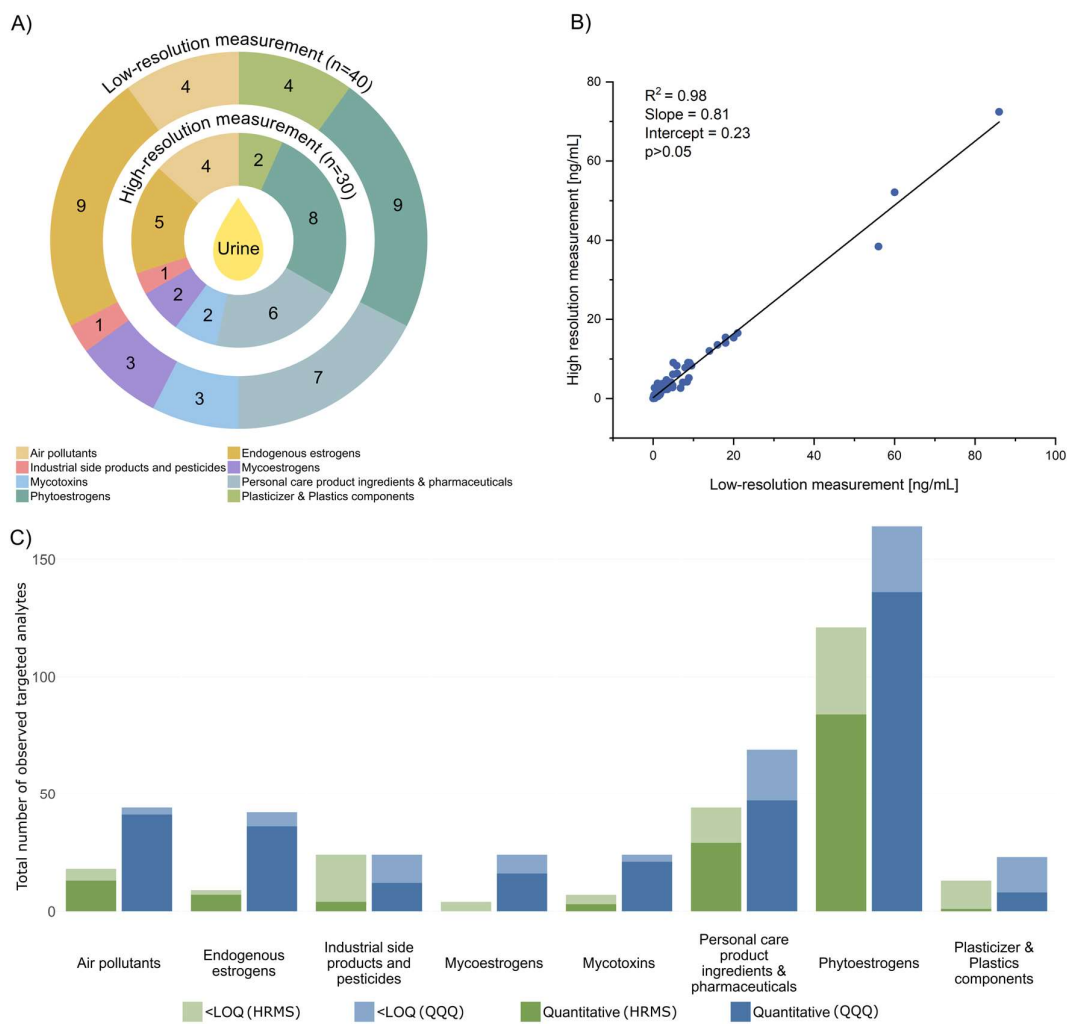 A)
Low-resolution measurement (n=40)
4
4
High-resolution measurement (n=30)
4
2
9
5
8
9
Urine
1
2
2
6
1
3
3
7
Air pollutants
Endogenous estrogens
Industrial side products and pesticides
Mycoestrogens
Mycotoxins
Personal care product ingredients & pharmaceuticals
Phytoestrogens
Plasticizer & Plastics components
B)
R2 = 0.98
Slope = 0.81
Intercept = 0.23
p>0.05
High resolution measurement [ng/mL]
80
60
40
20
0
0
20
40
60
80
100
Low-resolution measurement [ng/mL]
C)
Total number of observed targeted analytes
150
100
50
0
Air pollutants
Endogenous
estrogens
Industrial side
products and
pesticides
Mycoestrogens
Mycotoxins
Personal care
product
ingredients &
pharmaceuticals
Phytoestrogens
Plasticizer &
Plastics
components
<LOQ (HRMS)
<LOQ (QQQ)
Quantitative (HRMS)
Quantitative (QQQ)